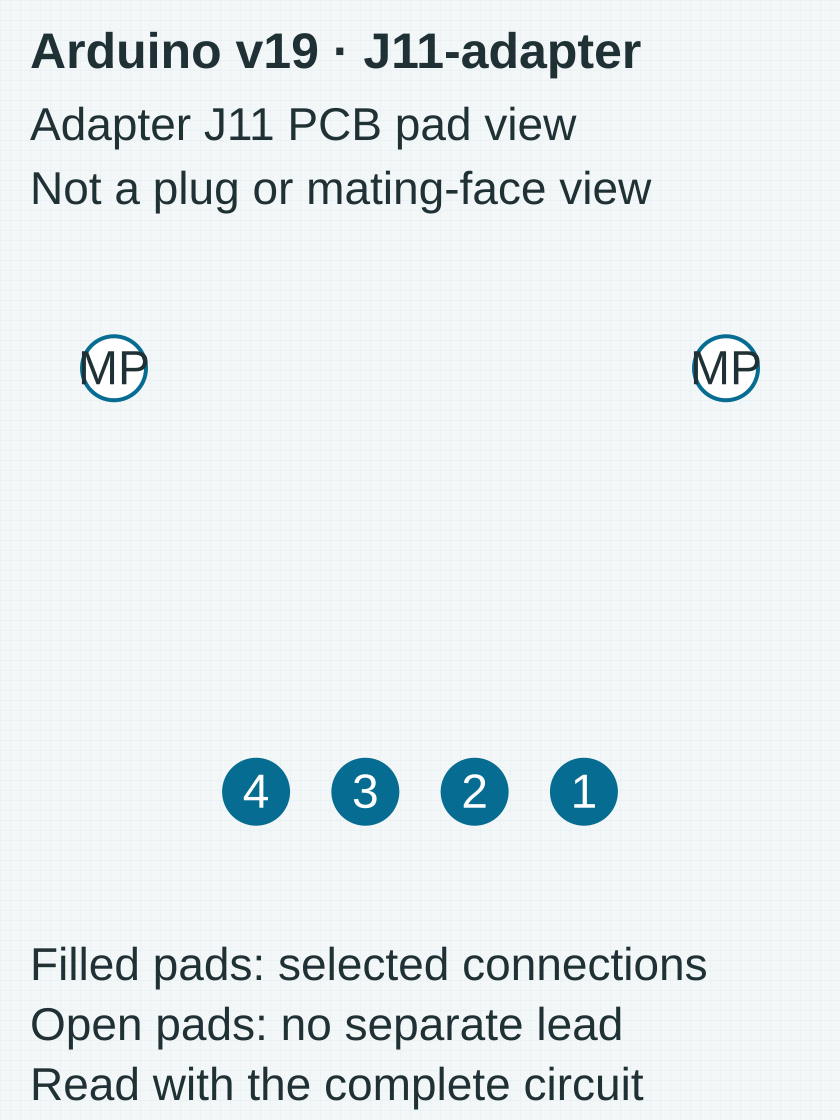 Arduino v19 · J11-adapter
Adapter J11 PCB pad view
Not a plug or mating-face view
MP MP
4 3 2 1
Filled pads: selected connections
Open pads: no separate lead
Read with the complete circuit